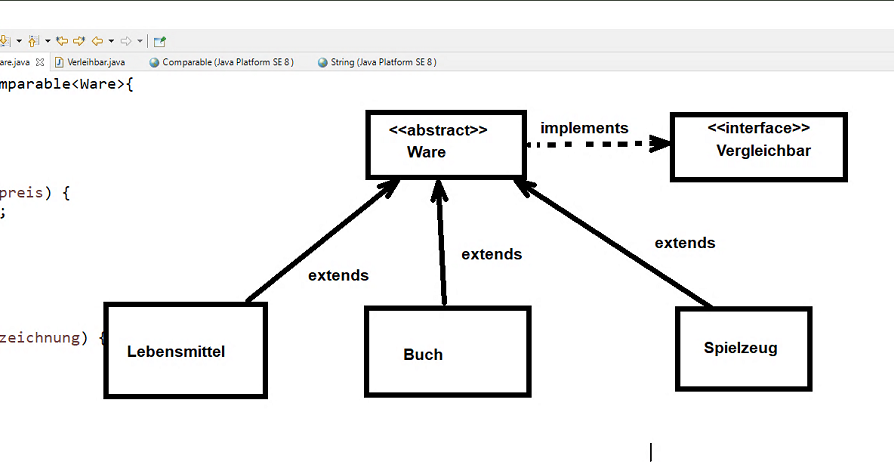 are.java Verleihbar.java Comparable (Java Platform SE 8 ) String (Java Platform SE 8 )
mparable<Ware>{
<<abstract>>
Ware
implements
<<interface>>
Vergleichbar
preis) {
;
extends
extends
extends
zeichnung) {
Lebensmittel
Buch
Spielzeug